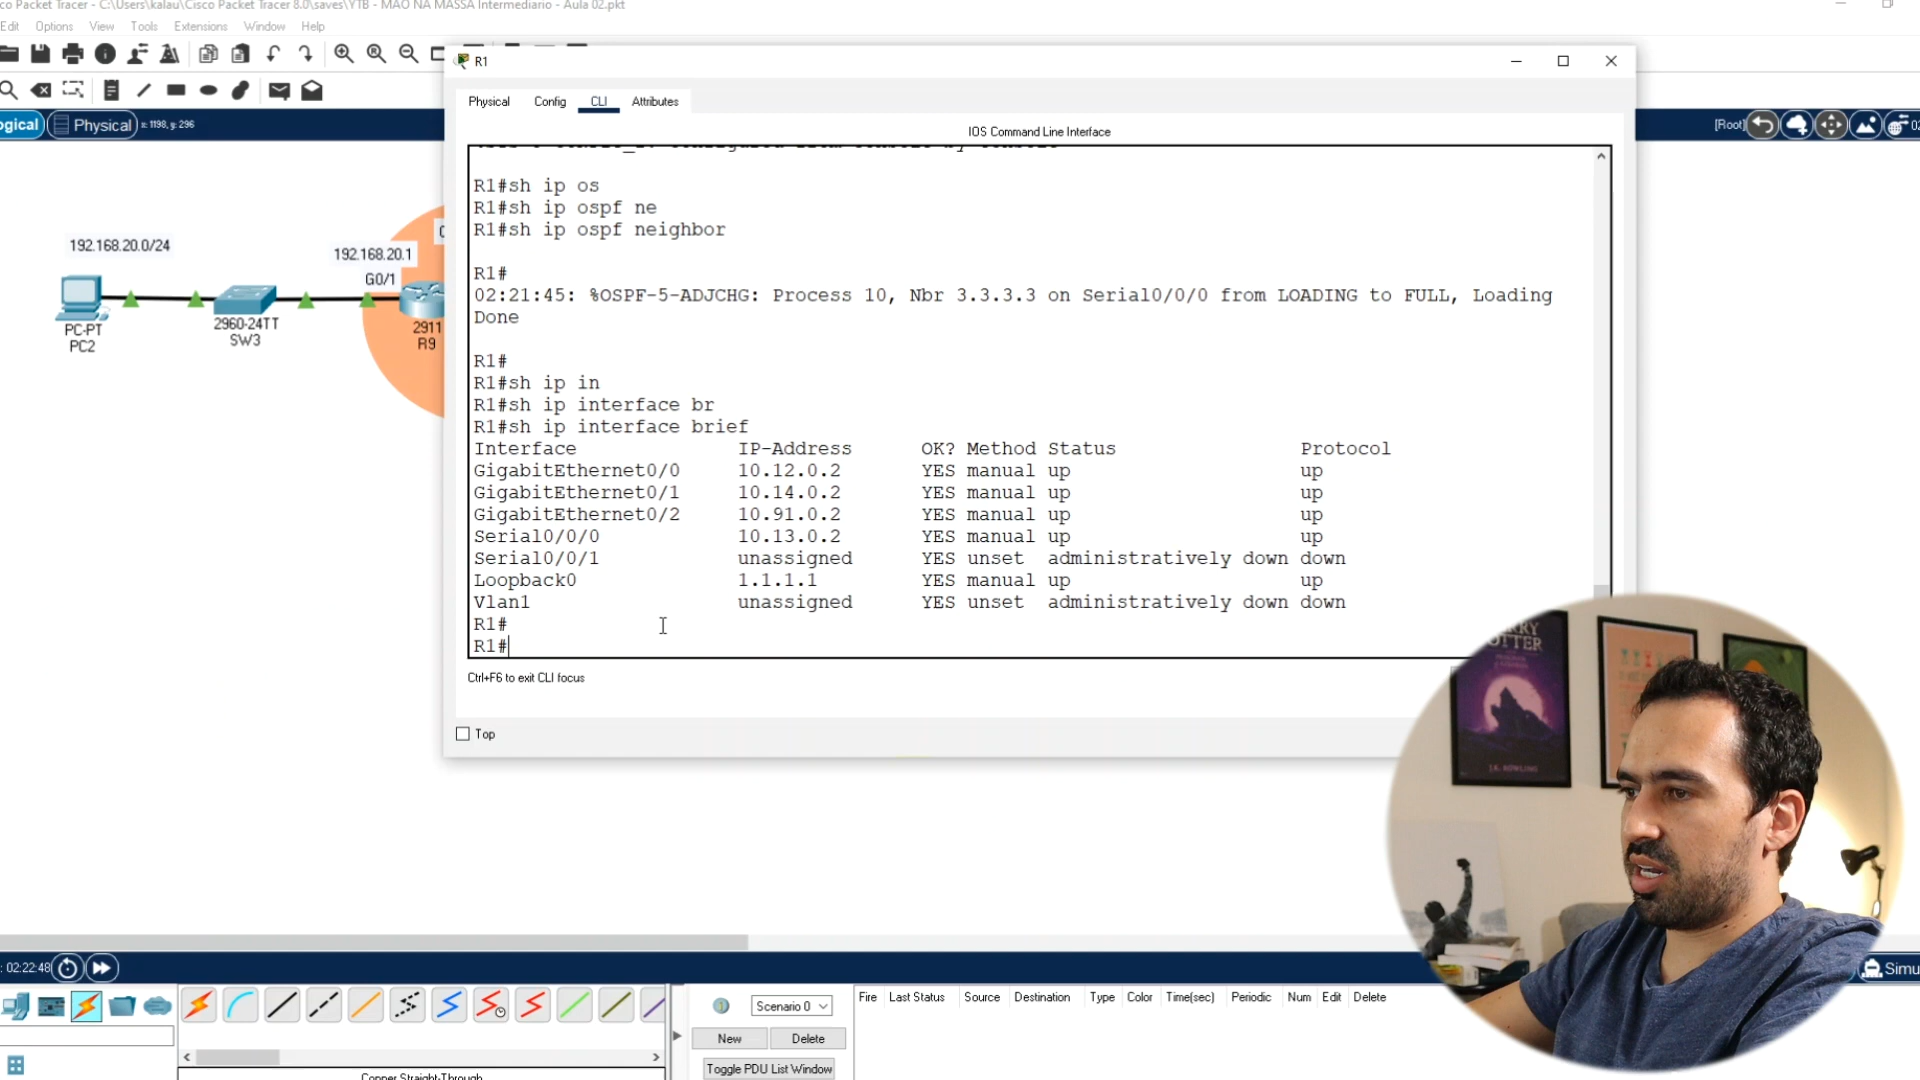 co Packet Tracer - C:\Users\kalau\Cisco Packet Tracer 8.0\saves\YTB - MAO NA MASSA Intermediario - Aula 02.pkt
Edit Options View Tools Extensions Window Help
R1
ogical Physical x: 1198, y: 296
[Root] 02
Physical Config CLI Attributes
IOS Command Line Interface
R1#sh ip os
R1#sh ip ospf ne
R1#sh ip ospf neighbor
R1#
02:21:45: %OSPF-5-ADJCHG: Process 10, Nbr 3.3.3.3 on Serial0/0/0 from LOADING to FULL, Loading
Done
R1#
R1#sh ip in
R1#sh ip interface br
R1#sh ip interface brief
Interface IP-Address OK? Method Status Protocol
GigabitEthernet0/0 10.12.0.2 YES manual up up
GigabitEthernet0/1 10.14.0.2 YES manual up up
GigabitEthernet0/2 10.91.0.2 YES manual up up
Serial0/0/0 10.13.0.2 YES manual up up
Serial0/0/1 unassigned YES unset administratively down down
Loopback0 1.1.1.1 YES manual up up
Vlan1 unassigned YES unset administratively down down
R1#
R1#
Ctrl+F6 to exit CLI focus
Top
192.168.20.0/24
192.168.20.1
G0/1
PC-PT
PC2
2960-24TT
SW3
2911
R9
: 02:22:48
Simu
Scenario 0
New Delete
Toggle PDU List Window
Fire Last Status Source Destination Type Color Time(sec) Periodic Num Edit Delete
Copper Straight-Through
J.K. ROWLING